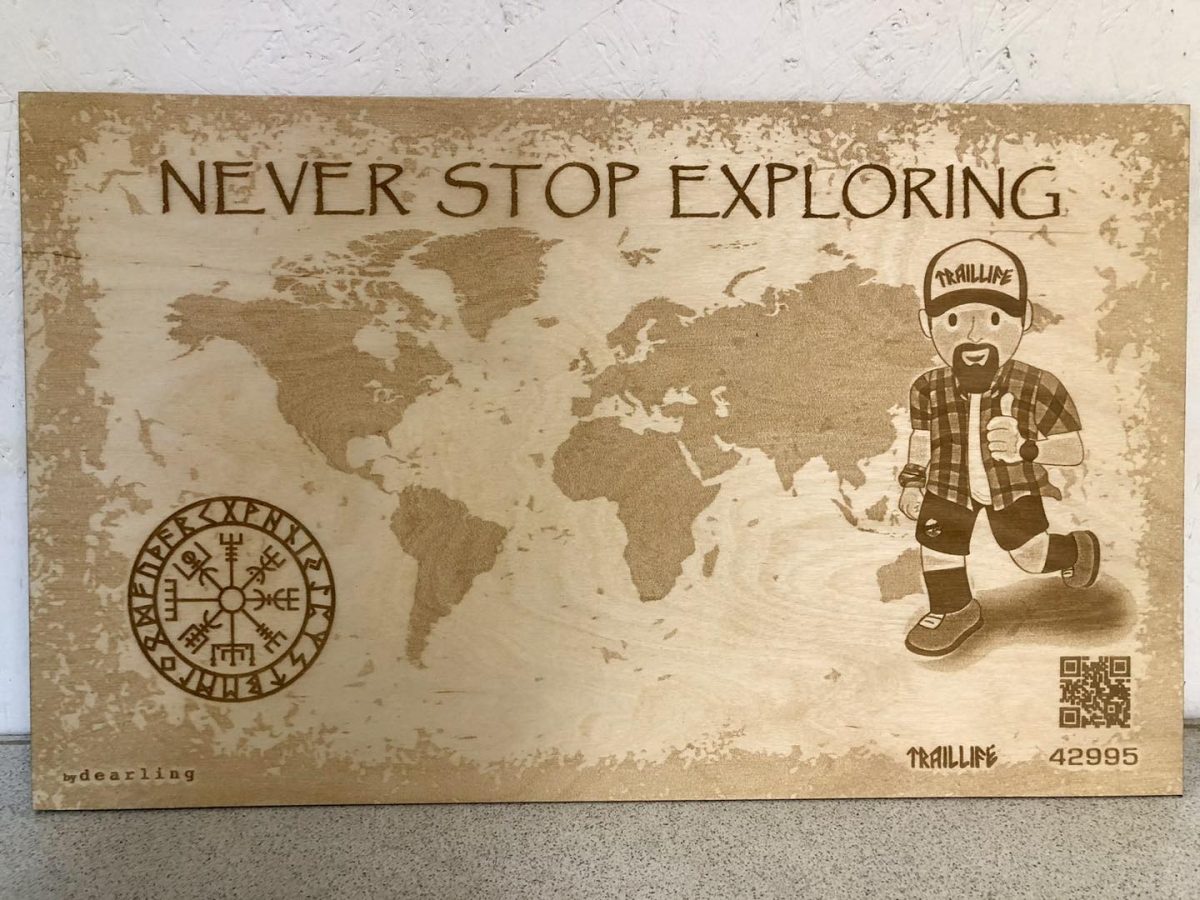 NEVER STOP EXPLORING
TRAILLIFE
by dearling
TRAILLIFE 42995